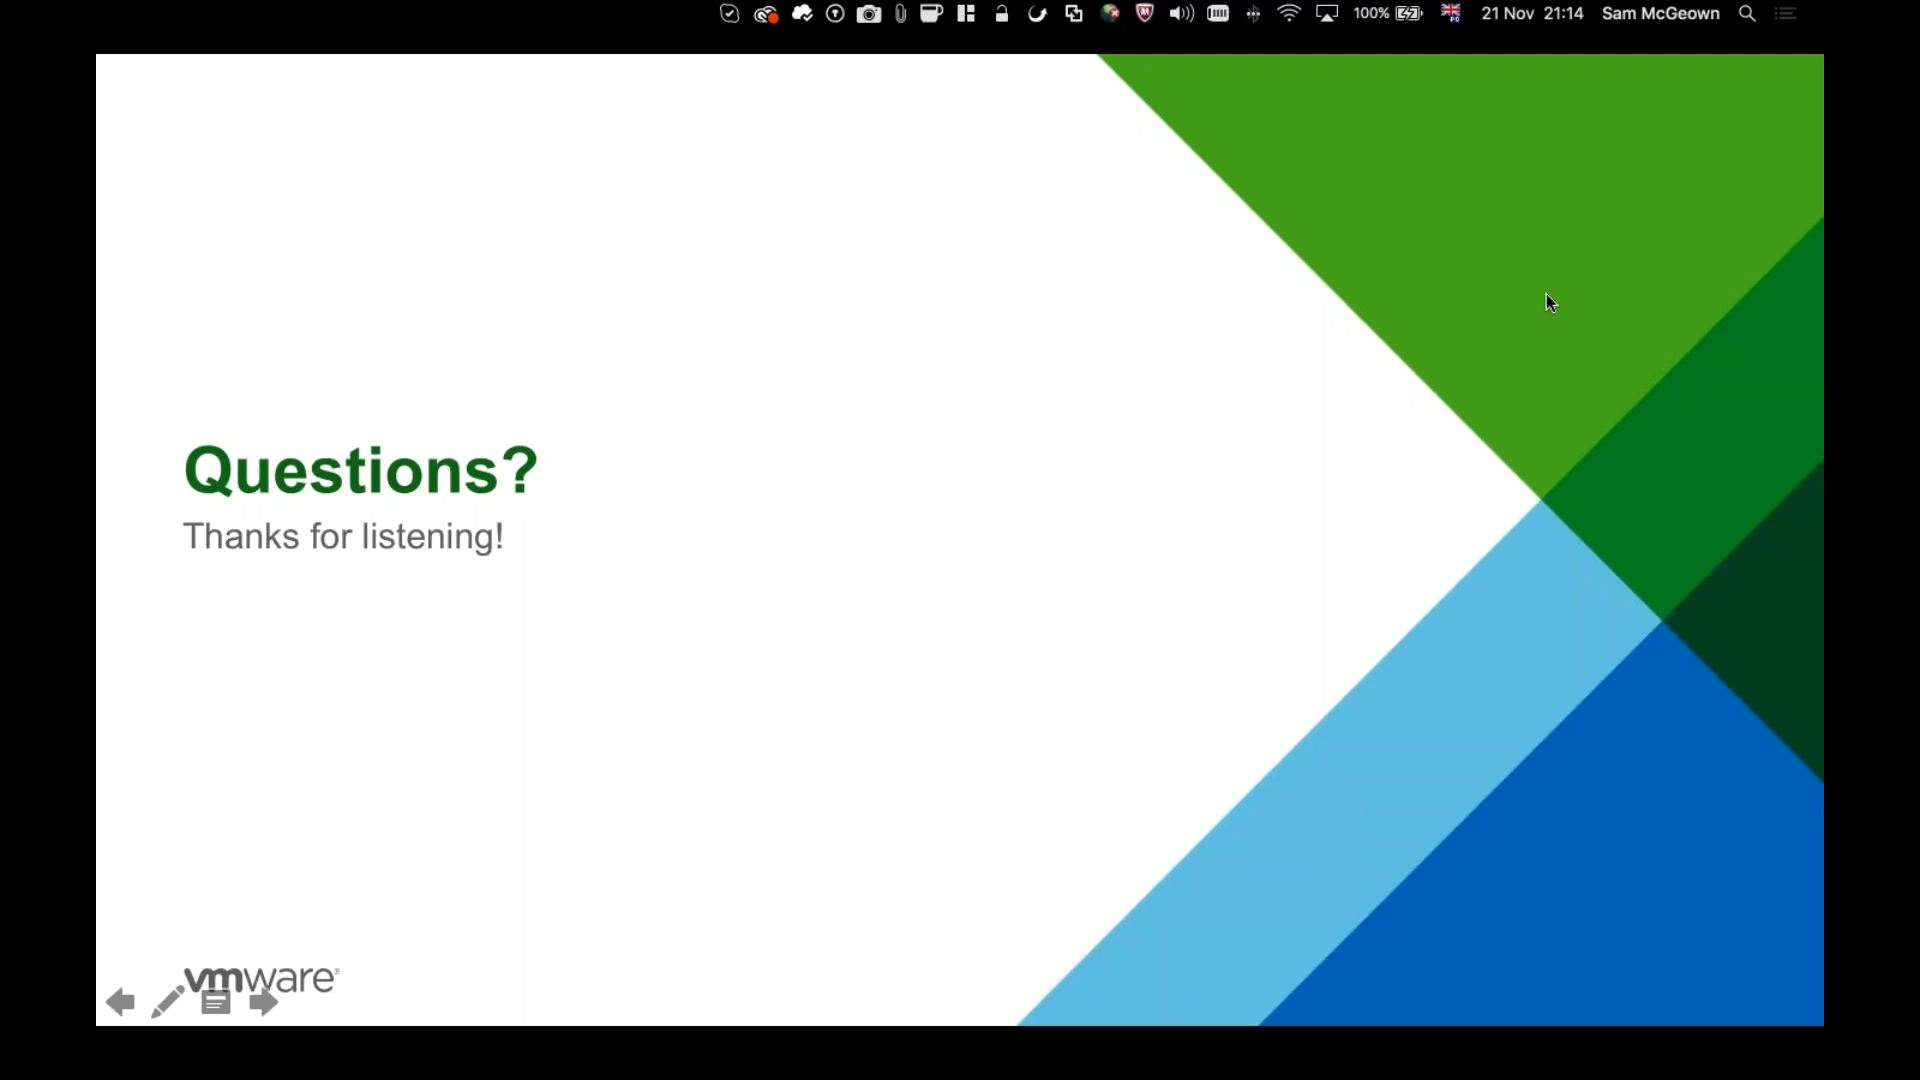 100% 21 Nov 21:14 Sam McGeown
Questions?
Thanks for listening!
vmware®